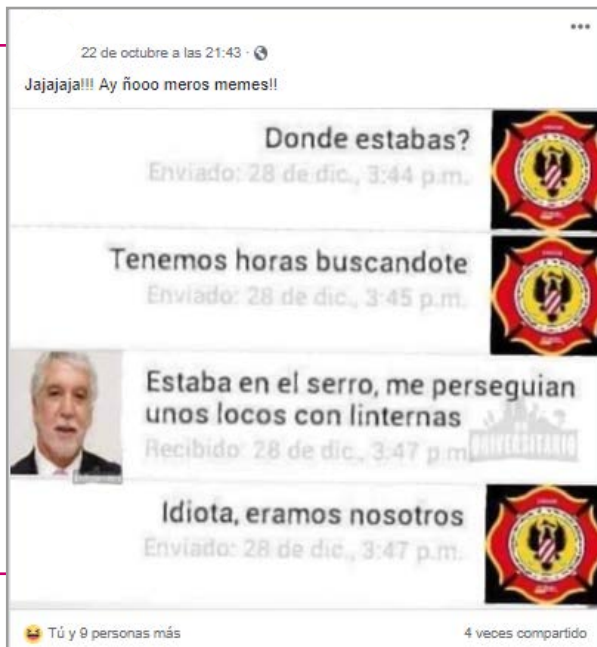 22 de octubre a las 21:43
Jajajaja!!! Ay ñooo meros memes!!
Donde estabas?
Enviado: 28 de dic., 3:44 p.m.
Tenemos horas buscandote
Enviado: 28 de dic., 3:45 p.m.
Estaba en el serro, me perseguian
unos locos con linternas
Recibido: 28 de dic., 3:47 p.m.
UNIVERSITARIO
Idiota, eramos nosotros
Enviado: 28 de dic., 3:47 p.m.
Tú y 9 personas más
4 veces compartido